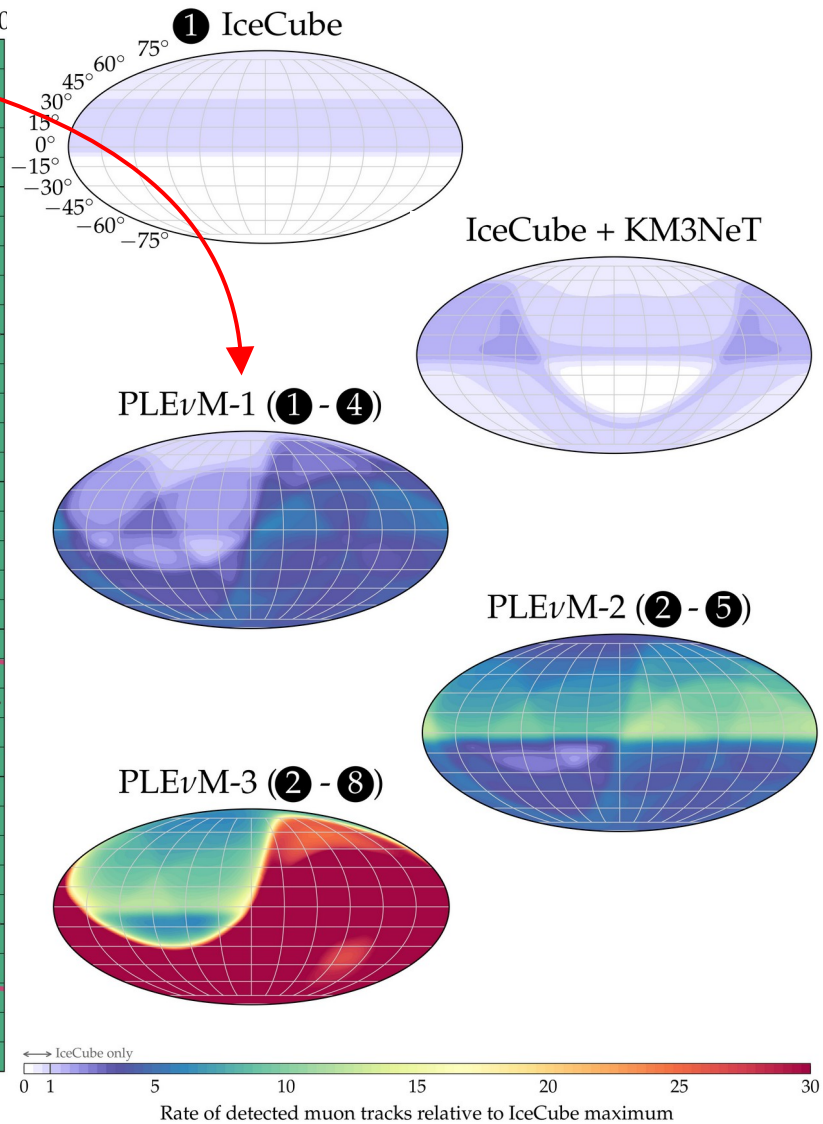 0
❶ IceCube
75°
60°
45°
30°
15°
0°
−15°
−30°
−45°
−60°
−75°
IceCube + KM3NeT
PLEνM-1 (❶ - ❹)
PLEνM-2 (❷ - ❺)
PLEνM-3 (❷ - ❽)
IceCube only
0 1 5 10 15 20 25 30
Rate of detected muon tracks relative to IceCube maximum